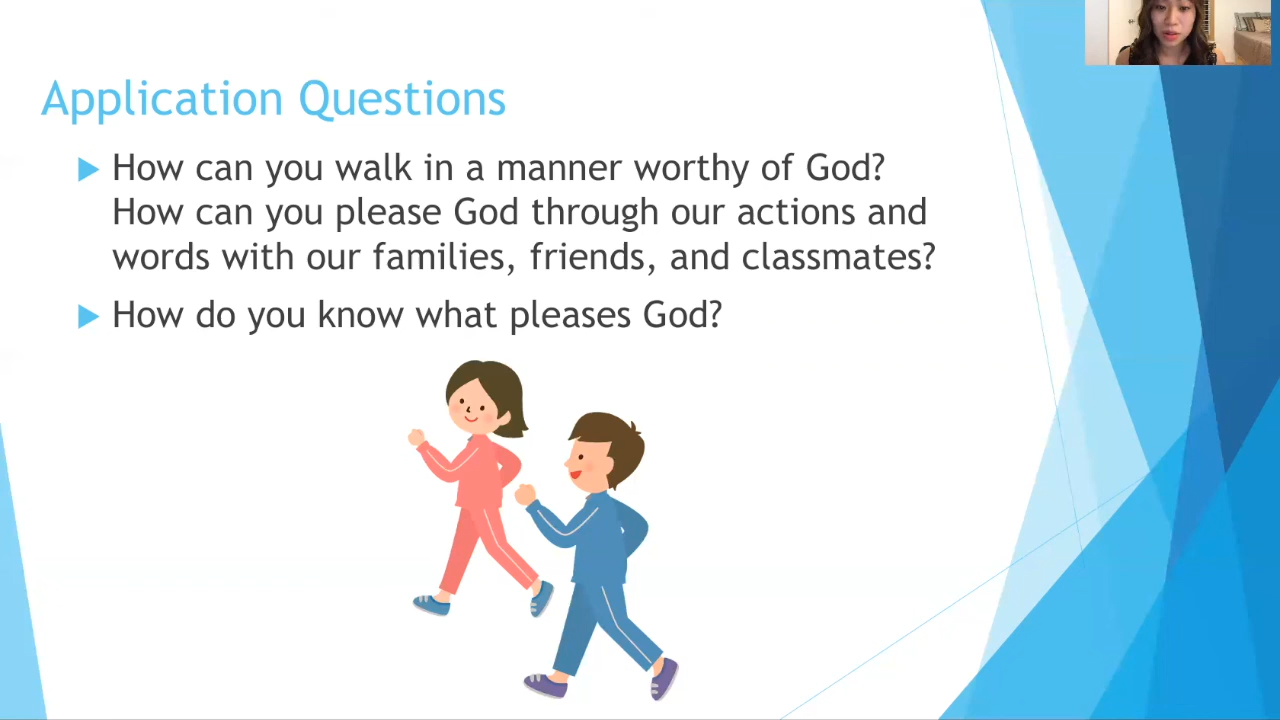 Application Questions
How can you walk in a manner worthy of God?
How can you please God through our actions and
words with our families, friends, and classmates?
How do you know what pleases God?